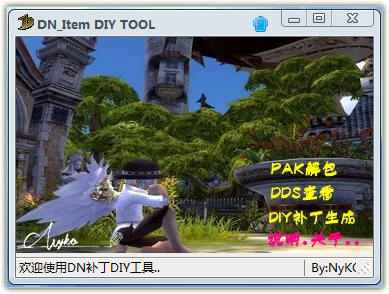 DN_Item DIY TOOL
PAK解包
DDS查看
DIY补丁生成
说明.关于..
Nyko
欢迎使用DN补丁DIY工具..
By:NyKO